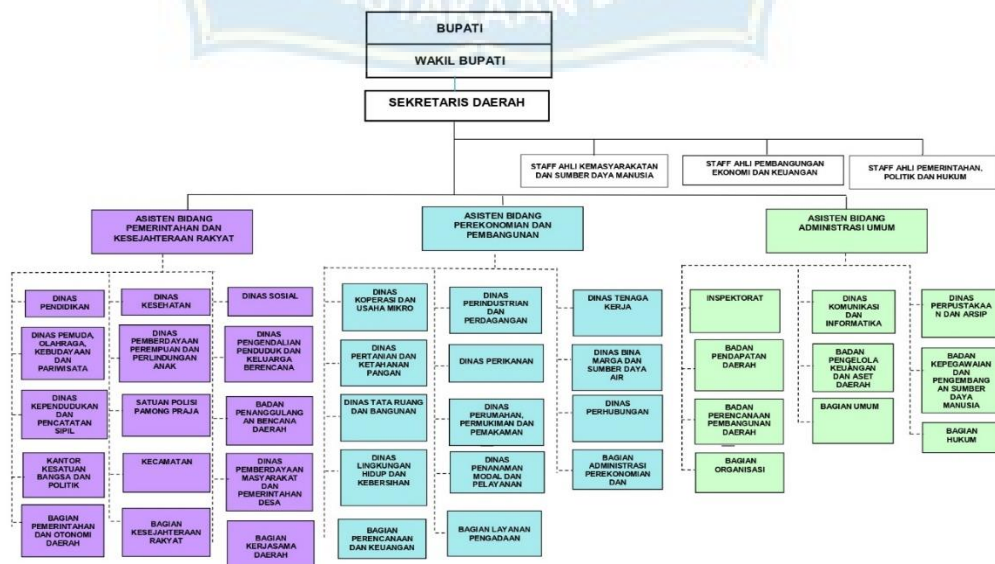 BUPATI
WAKIL BUPATI
SEKRETARIS DAERAH
STAFF AHLI KEMASYARAKATAN
DAN SUMBER DAYA MANUSIA
STAFF AHLI PEMBANGUNGAN
EKONOMI DAN KEUANGAN
STAFF AHLI PEMERINTAHAN,
POLITIK DAN HUKUM
ASISTEN BIDANG
PEMERINTAHAN DAN
KESEJAHTERAAN RAKYAT
ASISTEN BIDANG
PEREKONOMIAN DAN
PEMBANGUNAN
ASISTEN BIDANG
ADMINISTRASI UMUM
DINAS
PENDIDIKAN
DINAS
KESEHATAN
DINAS SOSIAL
DINAS PEMUDA,
OLAHRAGA,
KEBUDAYAAN
DAN
PARIWISATA
DINAS
PEMBERDAYAAN
PEREMPUAN DAN
PERLINDUNGAN
ANAK
DINAS
PENGENDALIAN
PENDUDUK DAN
KELUARGA
BERENCANA
DINAS
KEPENDUDUKAN
DAN
PENCATATAN
SIPIL
SATUAN POLISI
PAMONG PRAJA
BADAN
PENANGGULANG
AN BENCANA
DAERAH
KANTOR
KESATUAN
BANGSA DAN
POLITIK
KECAMATAN
DINAS
PEMBERDAYAAN
MASYARAKAT
DAN
PEMERINTAHAN
DESA
BAGIAN
PEMERINTAHAN
DAN OTONOMI
DAERAH
BAGIAN
KESEJAHTERAAN
RAKYAT
BAGIAN
KERJASAMA
DAERAH
DINAS
KOPERASI DAN
USAHA MIKRO
DINAS
PERINDUSTRIAN
DAN
PERDAGANGAN
DINAS TENAGA
KERJA
DINAS
PERTANIAN DAN
KETAHANAN
PANGAN
DINAS PERIKANAN
DINAS BINA
MARGA DAN
SUMBER DAYA
AIR
DINAS TATA RUANG
DAN BANGUNAN
DINAS
PERUMAHAN,
PERMUKIMAN DAN
PEMAKAMAN
DINAS
PERHUBUNGAN
DINAS
LINGKUNGAN
HIDUP DAN
KEBERSIHAN
DINAS
PENANAMAN
MODAL DAN
PELAYANAN
BAGIAN
ADMINISTRASI
PEREKONOMIAN
DAN
BAGIAN
PERENCANAAN
DAN KEUANGAN
BAGIAN LAYANAN
PENGADAAN
INSPEKTORAT
DINAS
KOMUNIKASI
DAN
INFORMATIKA
DINAS
PERPUSTAKAA
N DAN ARSIP
BADAN
PENDAPATAN
DAERAH
BADAN
PENGELOLA
KEUANGAN
DAN ASET
DAERAH
BADAN
KEPEGAWAIAN
DAN
PENGEMBANG
AN SUMBER
DAYA
MANUSIA
BADAN
PERENCANAAN
PEMBANGUNAN
DAERAH
BAGIAN UMUM
BAGIAN
HUKUM
BAGIAN
ORGANISASI